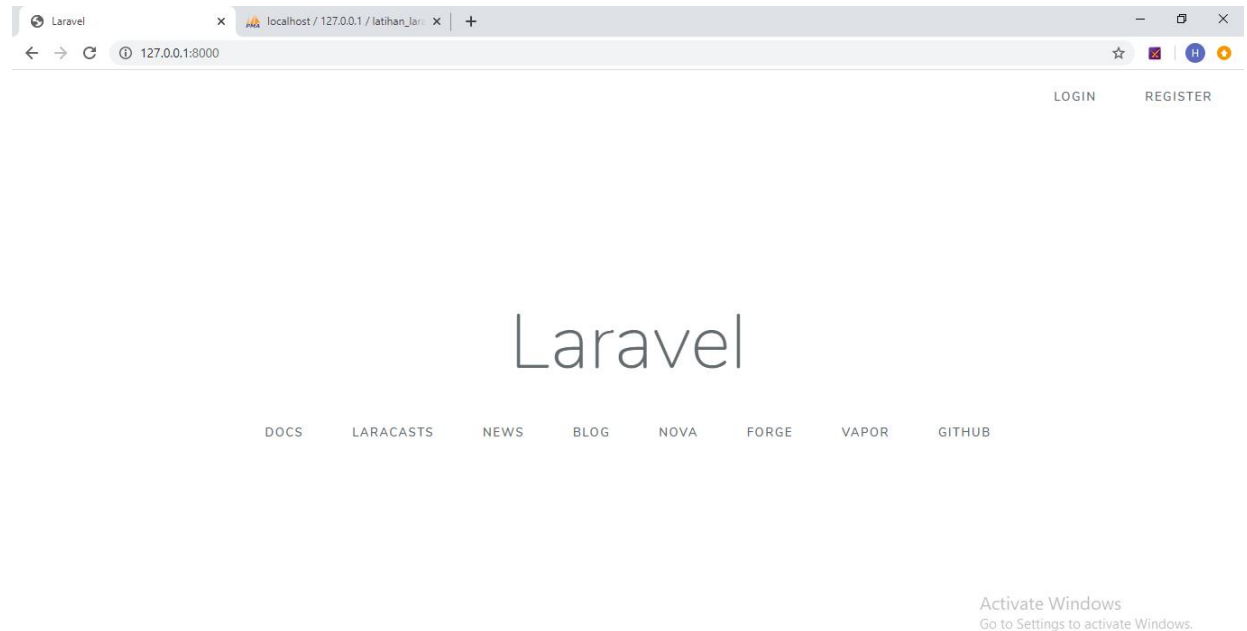 Laravel
localhost / 127.0.0.1 / latihan_lara
127.0.0.1:8000
H
LOGIN REGISTER
Laravel
DOCS LARACASTS NEWS BLOG NOVA FORGE VAPOR GITHUB
Activate Windows
Go to Settings to activate Windows.